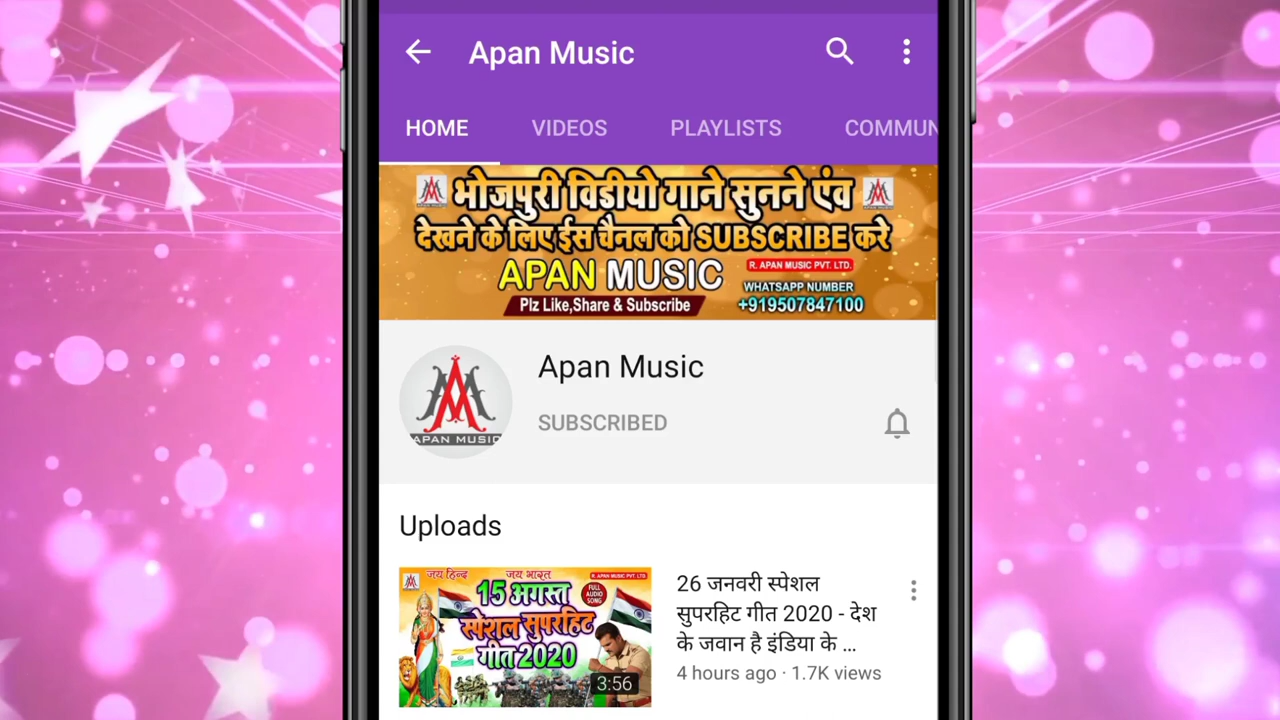 Apan Music
HOME VIDEOS PLAYLISTS COMMUN
भोजपुरी विडीयो गाने सुनने एंव
देखने के लिए ईस चैनल को SUBSCRIBE करे
APAN MUSIC
R. APAN MUSIC PVT. LTD.
WHATSAPP NUMBER
+919507847100
Plz Like,Share & Subscribe
Apan Music
SUBSCRIBED
APAN MUSIC
Uploads
जय हिन्द जय भारत
R. APAN MUSIC PVT. LTD
15 अगस्त
FULL
AUDIO
SONG
स्पेशल सुपरहिट
गीत 2020
3:56
26 जनवरी स्पेशल
सुपरहिट गीत 2020 - देश
के जवान है इंडिया के ...
4 hours ago · 1.7K views